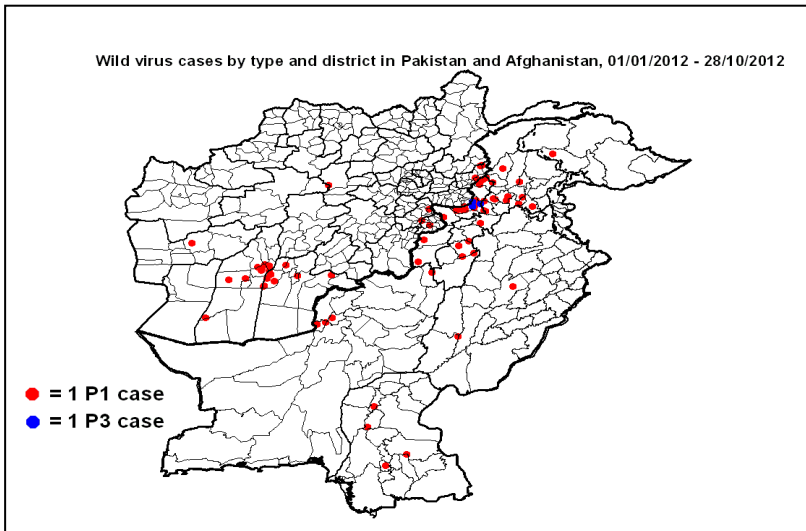 Wild virus cases by type and district in Pakistan and Afghanistan, 01/01/2012 - 28/10/2012
= 1 P1 case
= 1 P3 case